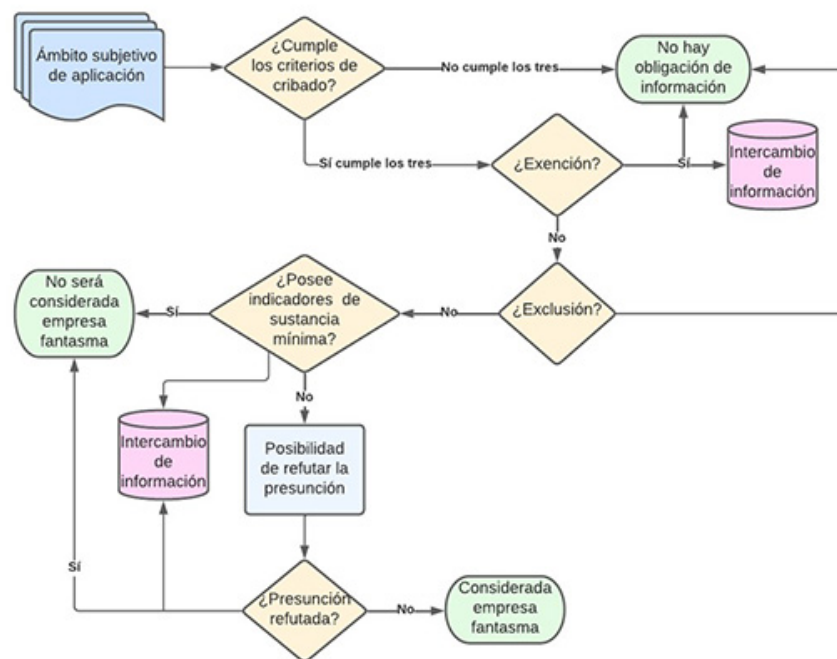 Ámbito subjetivo
de aplicación
¿Cumple
los criterios de
cribado?
No cumple los tres
No hay
obligación de
información
Sí cumple los tres
¿Exención?
Sí
Intercambio
de
información
No
¿Exclusión?
No
¿Posee
indicadores de
sustancia
mínima?
Sí
No será
considerada
empresa
fantasma
No
Intercambio
de
información
Posibilidad
de refutar la
presunción
Sí
¿Presunción
refutada?
No
Considerada
empresa
fantasma